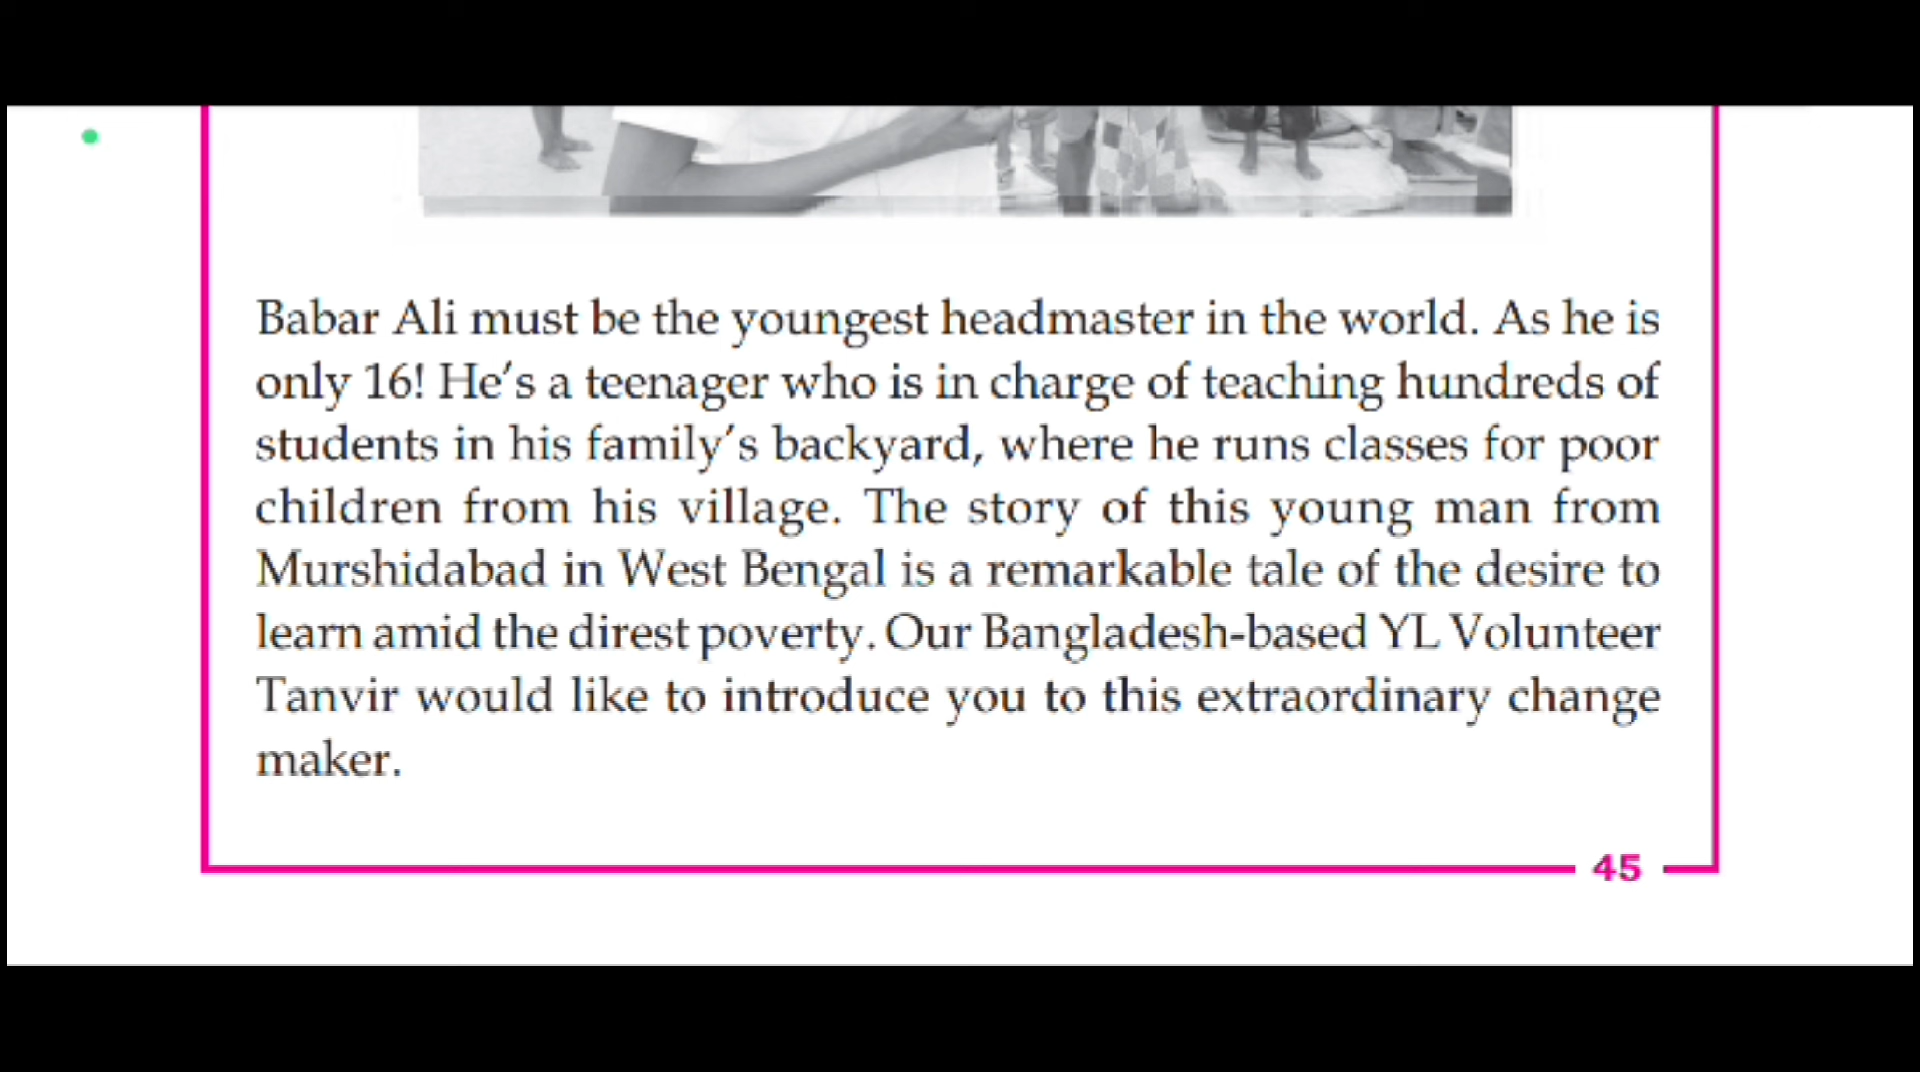 Babar Ali must be the youngest headmaster in the world. As he is
only 16! He's a teenager who is in charge of teaching hundreds of
students in his family's backyard, where he runs classes for poor
children from his village. The story of this young man from
Murshidabad in West Bengal is a remarkable tale of the desire to
learn amid the direst poverty. Our Bangladesh-based YL Volunteer
Tanvir would like to introduce you to this extraordinary change
maker.
45